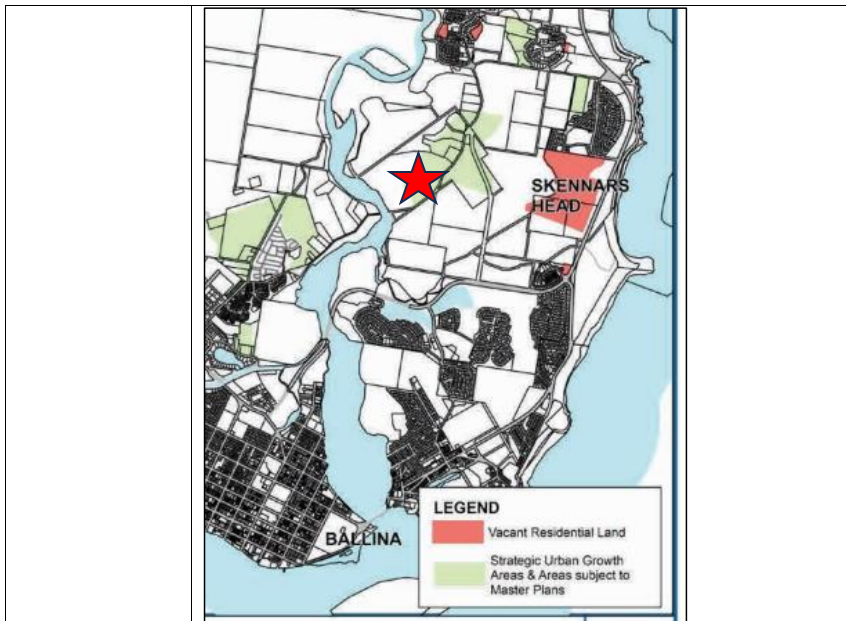 SKENNARS
HEAD
LEGEND
Vacant Residential Land
BALLINA
Strategic Urban Growth
Areas & Areas subject to
Master Plans